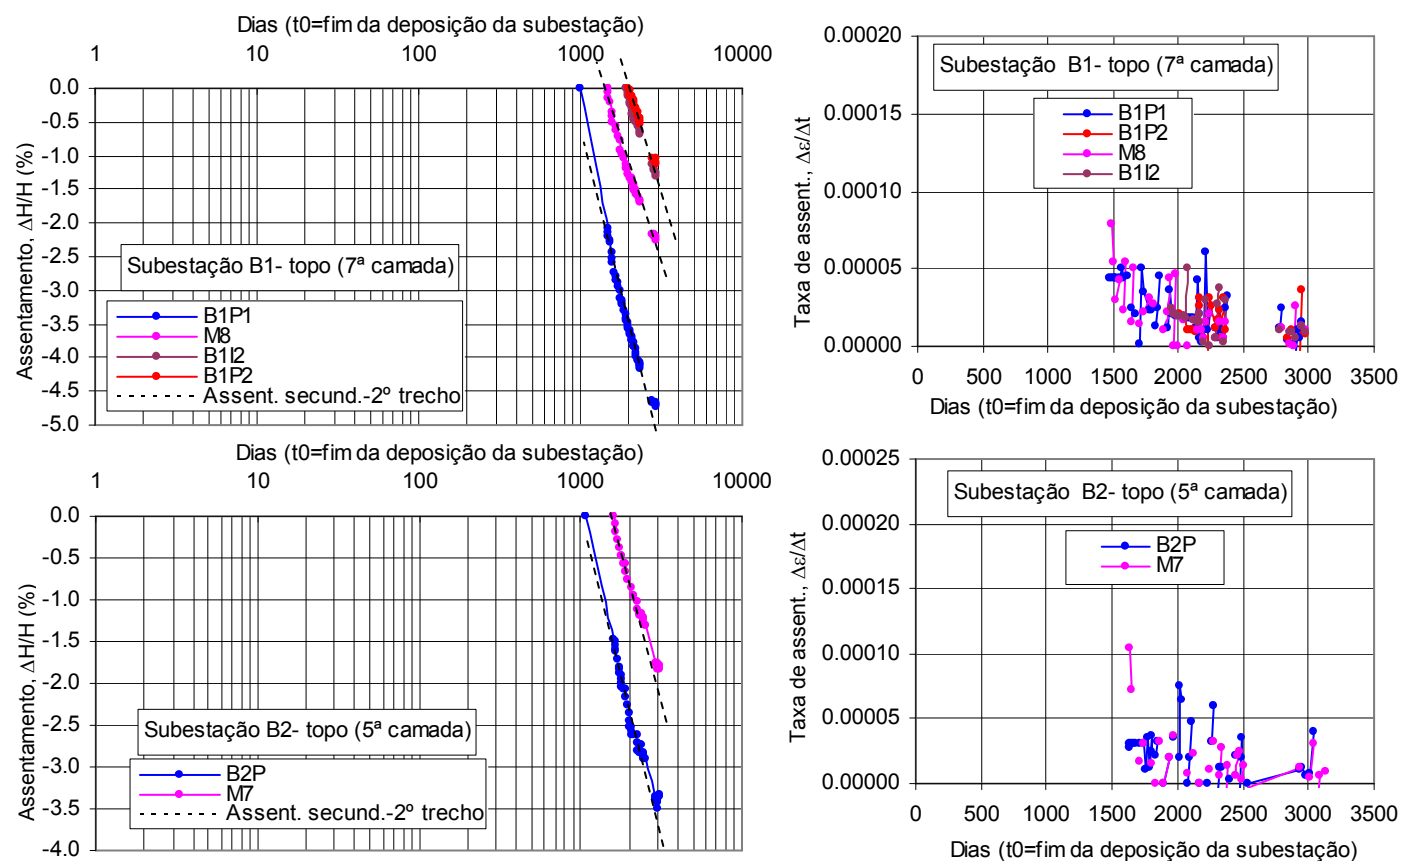 Dias (t0=fim da deposição da subestação)
1 10 100 1000 10000
0.0
-0.5
-1.0
-1.5
-2.0
-2.5
-3.0
-3.5
-4.0
-4.5
-5.0
Assentamento, ΔH/H (%)
Subestação B1- topo (7ª camada)
B1P1
M8
B1I2
B1P2
Assent. secund.-2º trecho
0.00020
0.00015
0.00010
0.00005
0.00000
Taxa de assent., Δε/Δt
Subestação B1- topo (7ª camada)
B1P1
B1P2
M8
B1I2
0 500 1000 1500 2000 2500 3000 3500
Dias (t0=fim da deposição da subestação)
Dias (t0=fim da deposição da subestação)
1 10 100 1000 10000
0.0
-0.5
-1.0
-1.5
-2.0
-2.5
-3.0
-3.5
-4.0
Assentamento, ΔH/H (%)
Subestação B2- topo (5ª camada)
B2P
M7
Assent. secund.-2º trecho
0.00025
0.00020
0.00015
0.00010
0.00005
0.00000
Taxa de assent., Δε/Δt
Subestação B2- topo (5ª camada)
B2P
M7
0 500 1000 1500 2000 2500 3000 3500
Dias (t0=fim da deposição da subestação)